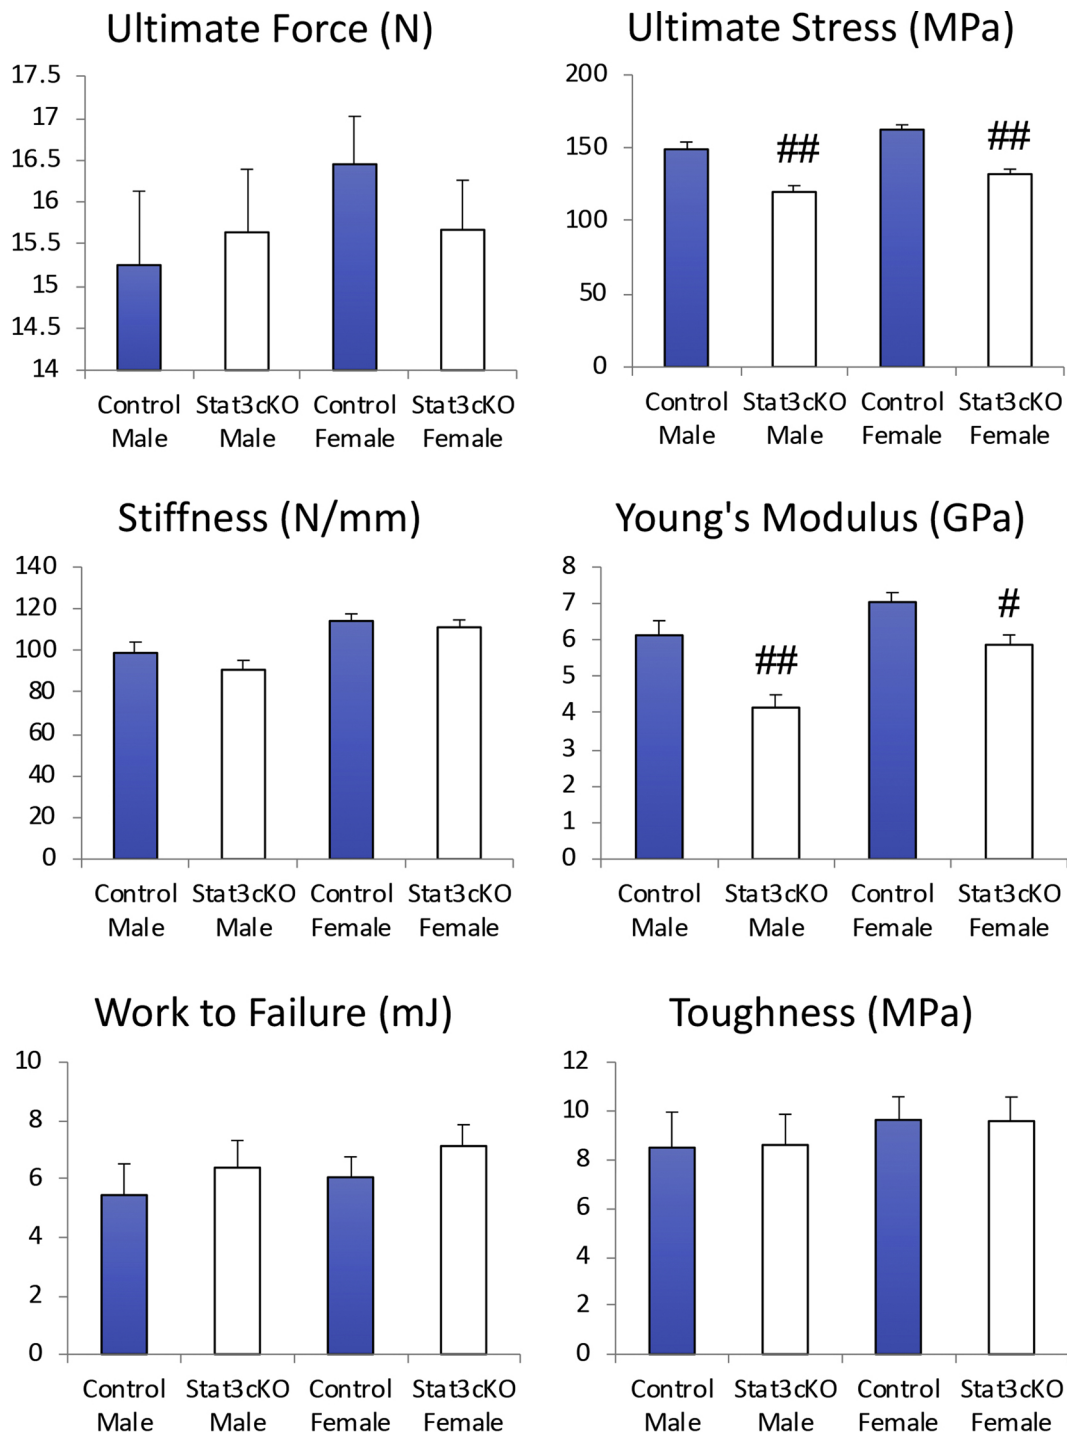 Ultimate Force (N)
17.5
17
16.5
16
15.5
15
14.5
14
Control Stat3cKO Control Stat3cKO
Male Male Female Female
Ultimate Stress (MPa)
200
150
100
50
0
## ##
Control Stat3cKO Control Stat3cKO
Male Male Female Female
Stiffness (N/mm)
140
120
100
80
60
40
20
0
Control Stat3cKO Control Stat3cKO
Male Male Female Female
Young's Modulus (GPa)
8
7
6
5
4
3
2
1
0
## #
Control Stat3cKO Control Stat3cKO
Male Male Female Female
Work to Failure (mJ)
10
8
6
4
2
0
Control Stat3cKO Control Stat3cKO
Male Male Female Female
Toughness (MPa)
12
10
8
6
4
2
0
Control Stat3cKO Control Stat3cKO
Male Male Female Female